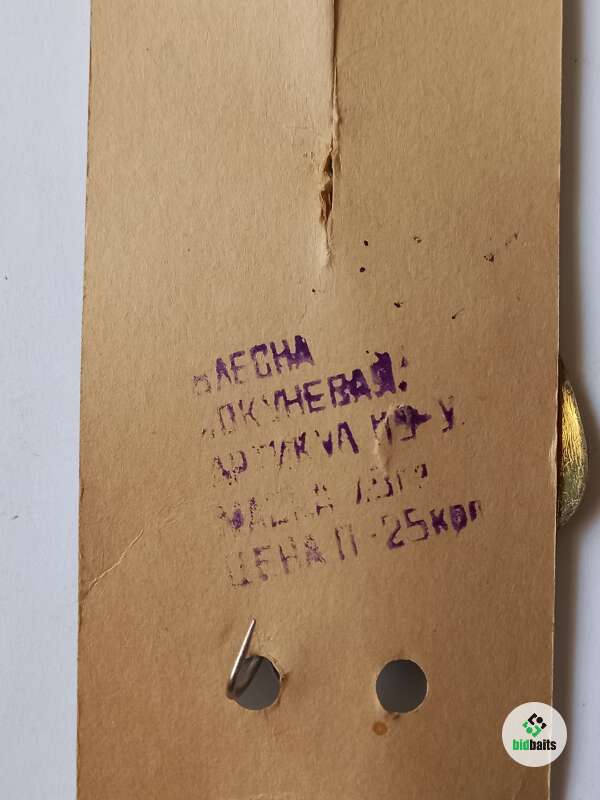 БЛЕСНА
„ОКУНЕВАЯ:
АРТИКУЛ
МАССА
ЦЕНА П-25коп
bidbaits